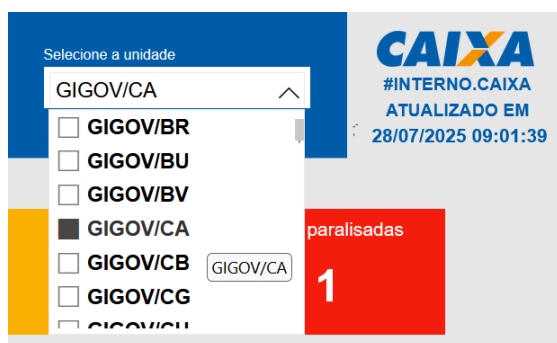 Selecione a unidade
GIGOV/CA
CAIXA
#INTERNO.CAIXA
ATUALIZADO EM
28/07/2025 09:01:39
GIGOV/BR
GIGOV/BU
GIGOV/BV
GIGOV/CA
paralisadas
GIGOV/CB
GIGOV/CA
1
GIGOV/CG